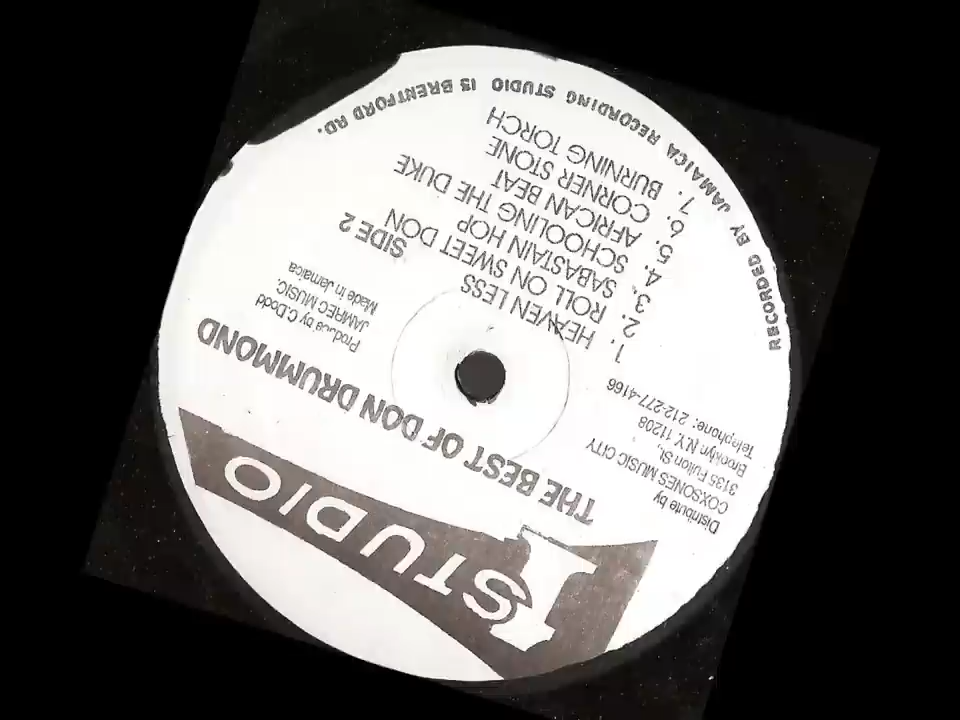 STUDIO 1
THE BEST OF DON DRUMMOND
Distribute by
COXSONES MUSIC CITY
3135 Fulton St.,
Brooklyn N.Y. 11208
Telephone: 212-277-4166
Produce by C. Dodd
JAMREC MUSIC.
Made in Jamaica
SIDE 2
1. HEAVEN LESS
2. ROLL ON SWEET DON
3. SABASTAIN HOP
4. SCHOOLING THE DUKE
5. AFRICAN BEAT
6. CORNER STONE
7. BURNING TORCH
RECORDED BY JAMAICA RECORDING STUDIO 13 BRENTFORD RD.